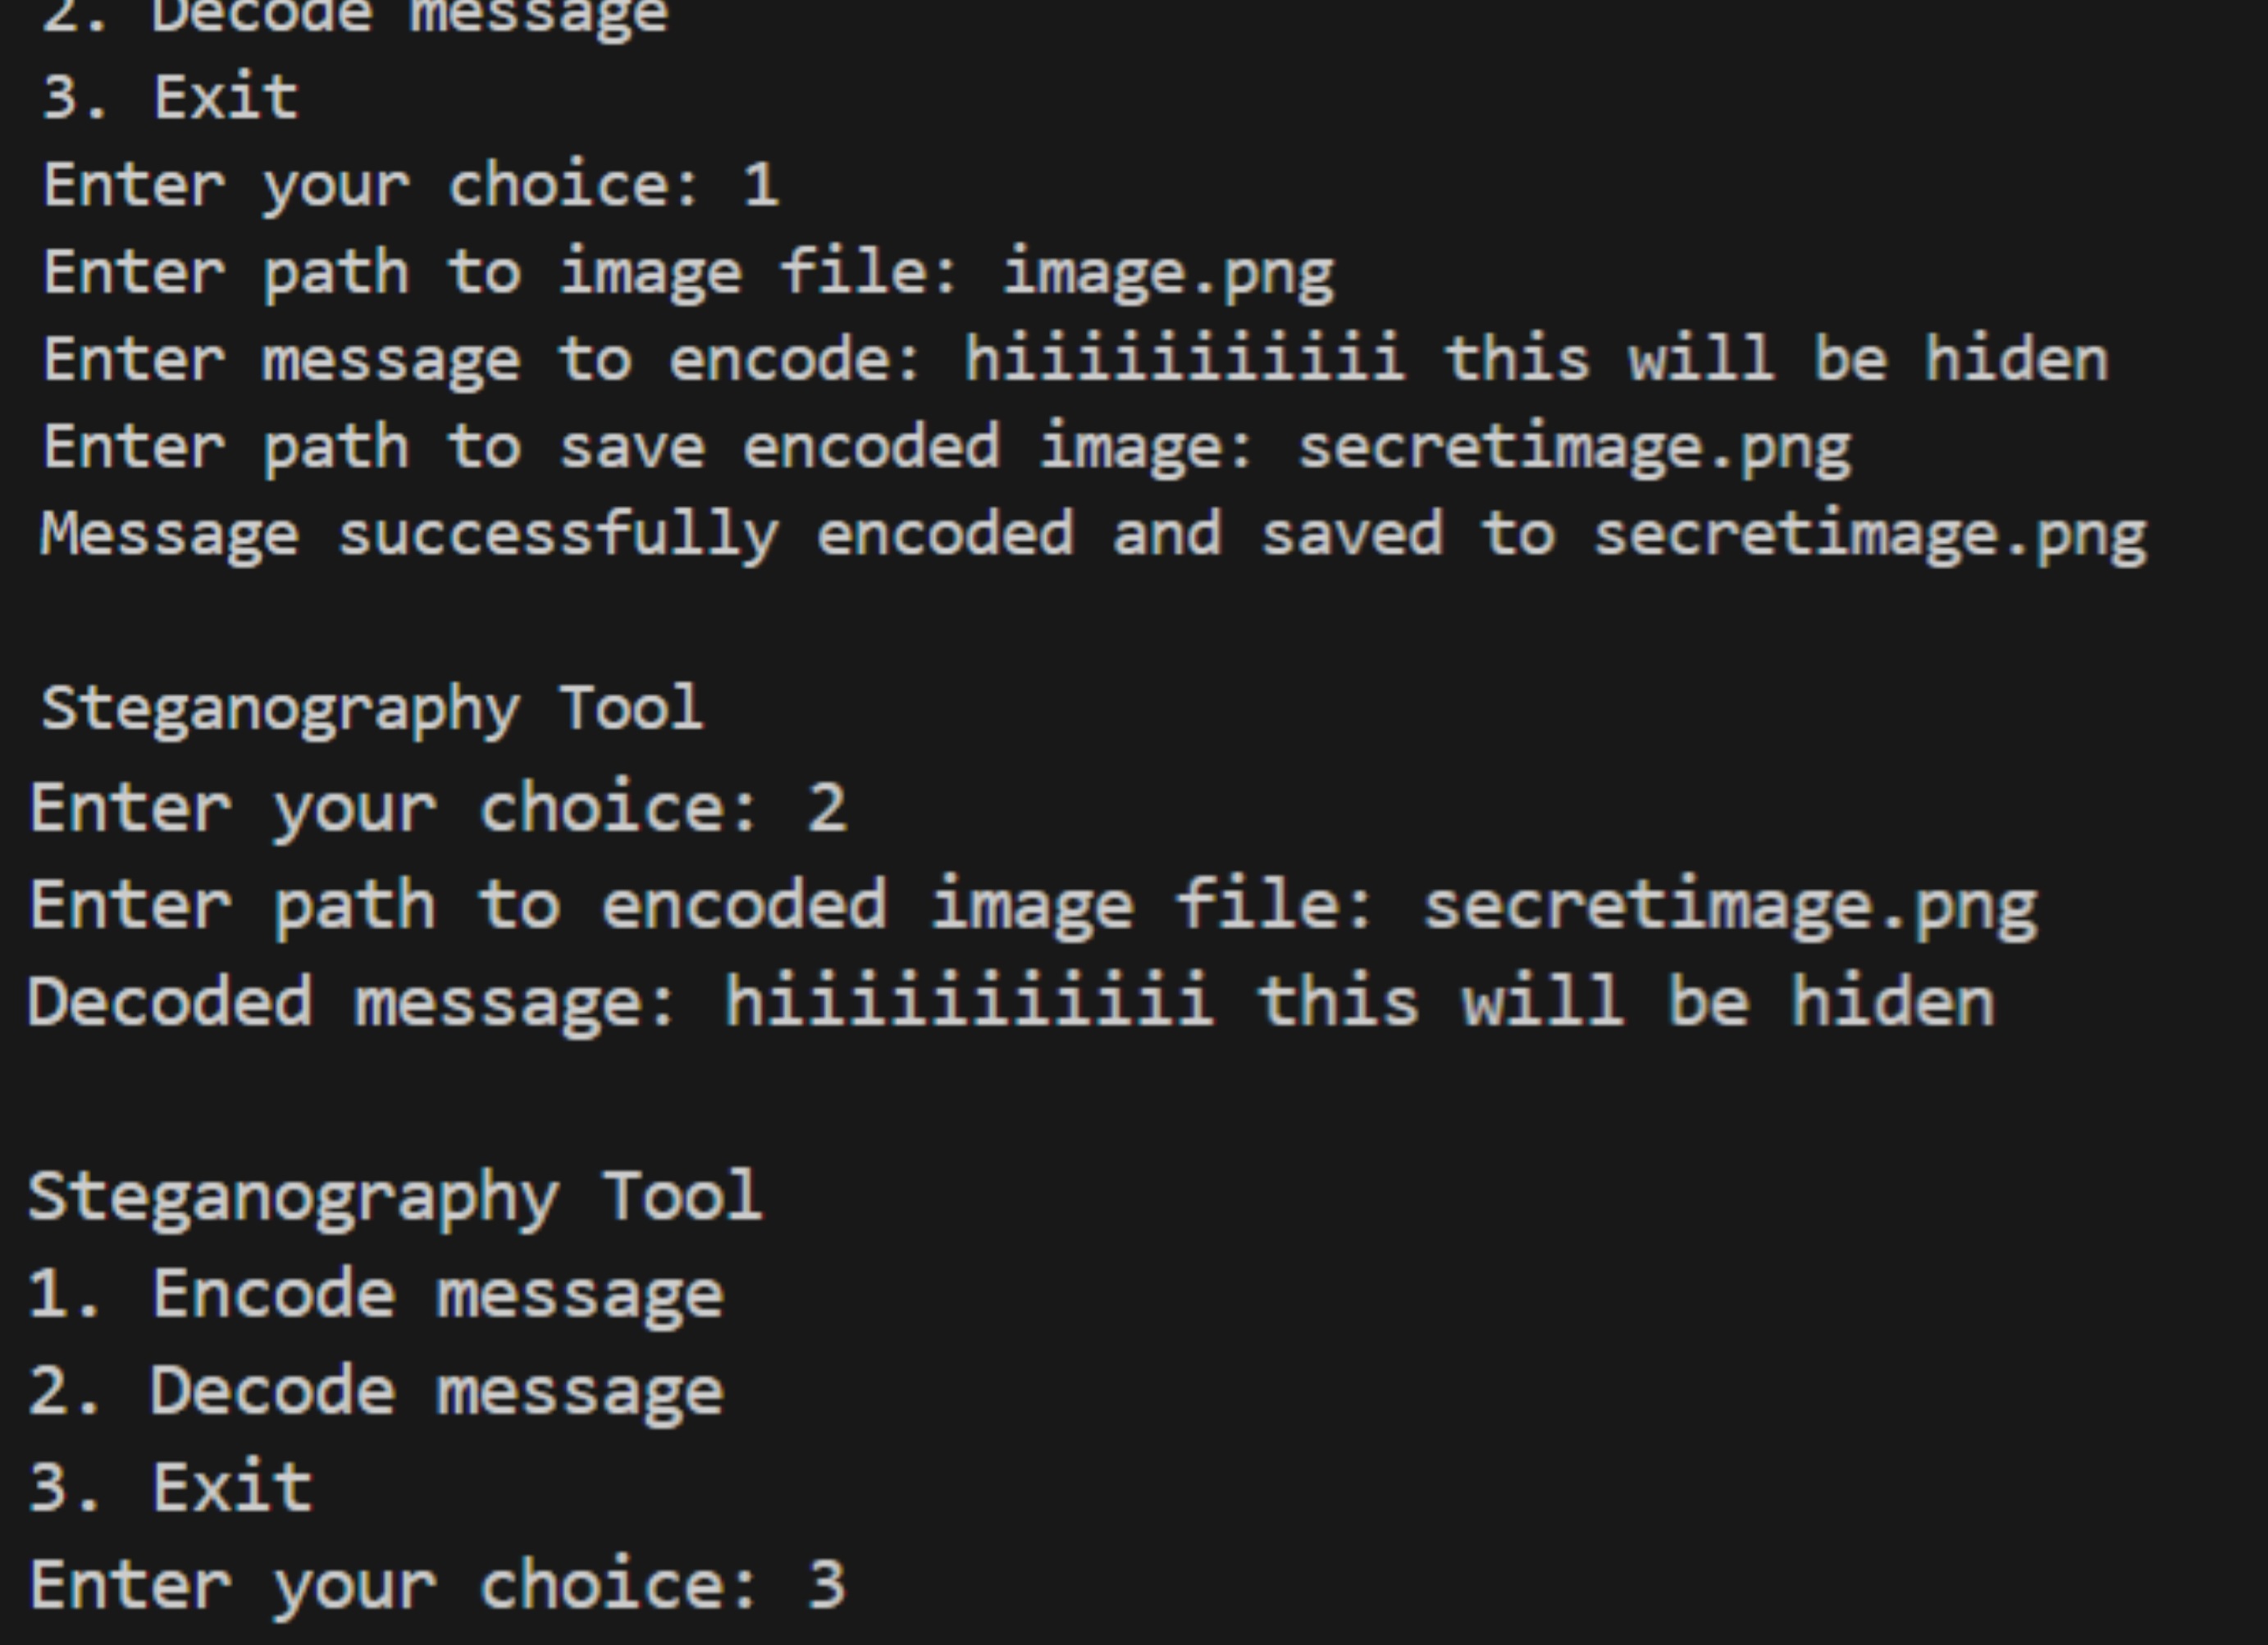 2. Decode message
3. Exit
Enter your choice: 1
Enter path to image file: image.png
Enter message to encode: hiiiiiiiiiii this will be hiden
Enter path to save encoded image: secretimage.png
Message successfully encoded and saved to secretimage.png
Steganography Tool
Enter your choice: 2
Enter path to encoded image file: secretimage.png
Decoded message: hiiiiiiiiiii this will be hiden
Steganography Tool
1. Encode message
2. Decode message
3. Exit
Enter your choice: 3